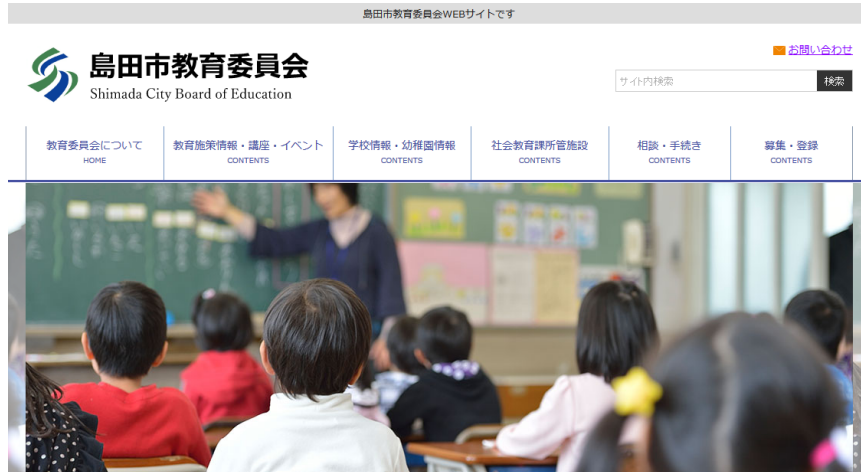 島田市教育委員会WEBサイトです
島田市教育委員会
Shimada City Board of Education
お問い合わせ
サイト内検索
検索
教育委員会について
HOME
教育施策情報・講座・イベント
CONTENTS
学校情報・幼稚園情報
CONTENTS
社会教育課所管施設
CONTENTS
相談・手続き
CONTENTS
募集・登録
CONTENTS